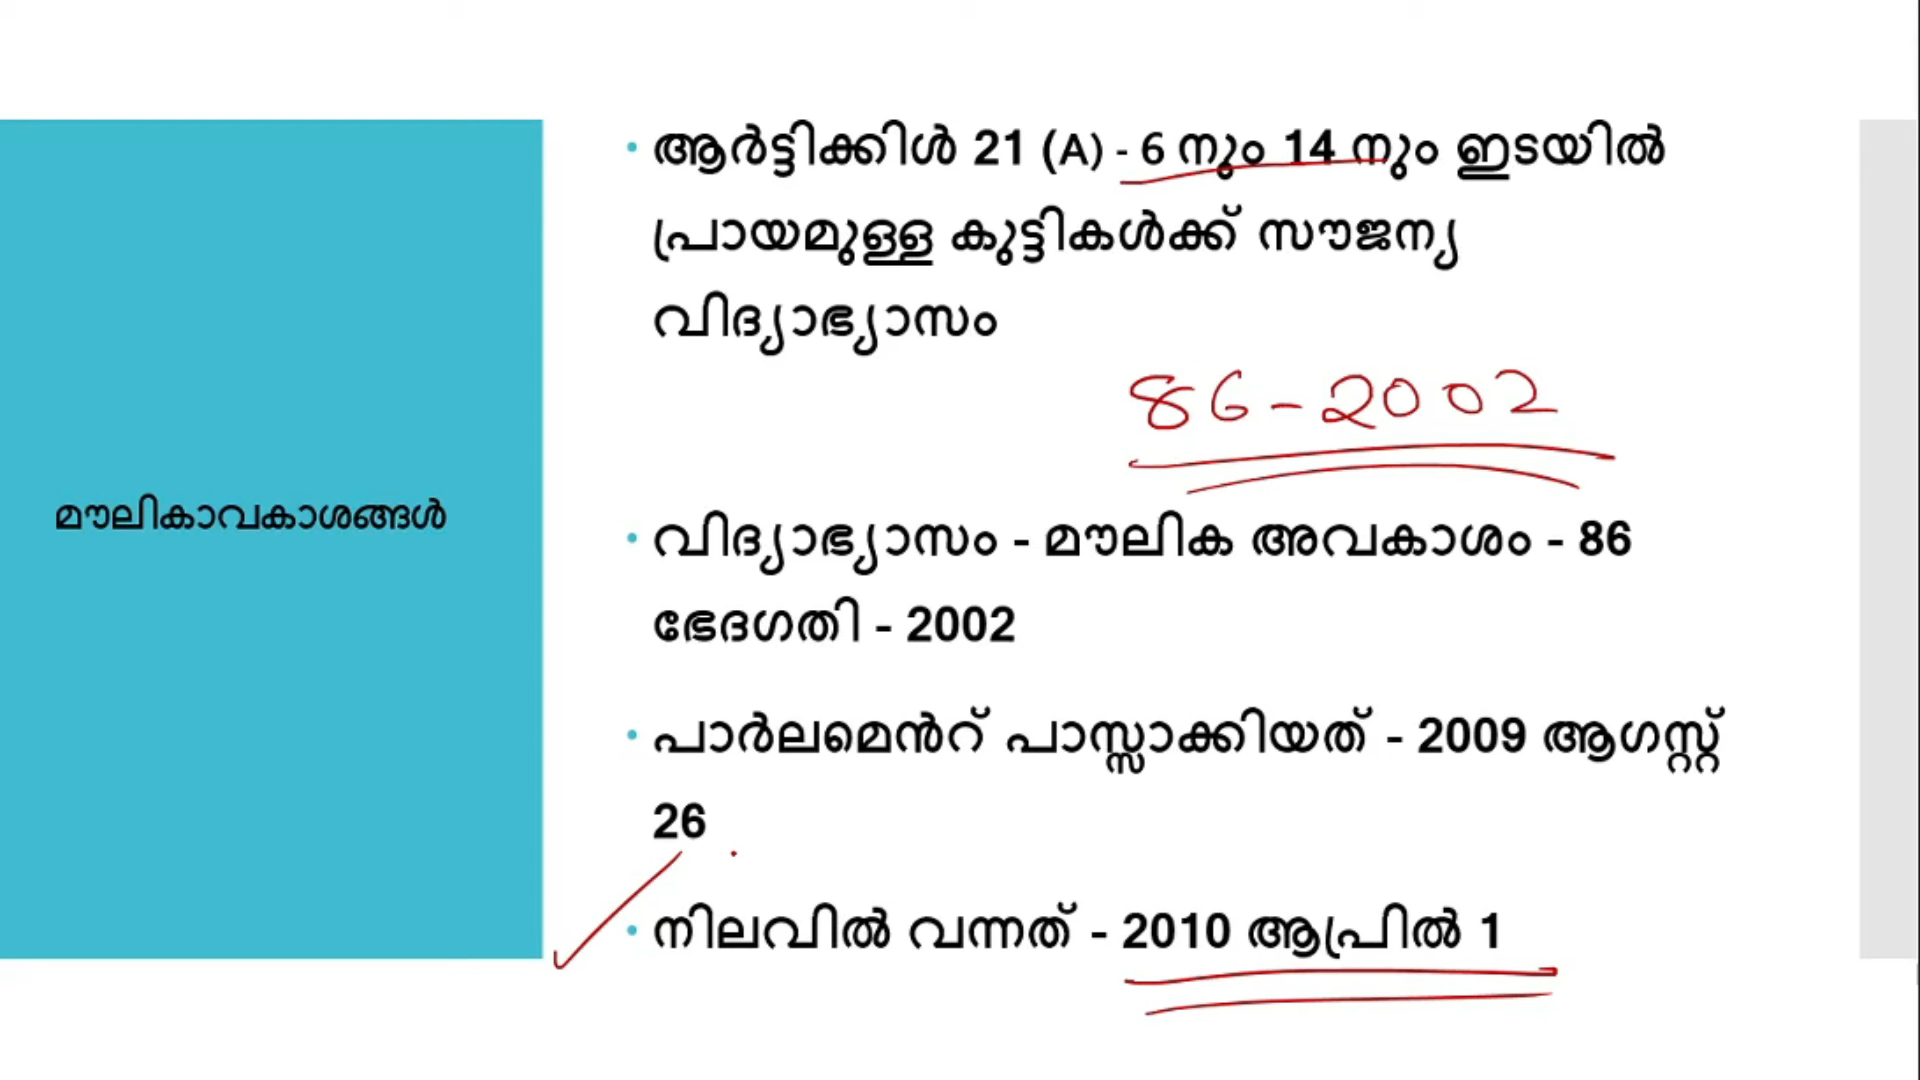 മൗലികാവകാശങ്ങൾ
• ആർട്ടിക്കിൾ 21 (A) - 6 നും 14 നും ഇടയിൽ
പ്രായമുള്ള കുട്ടികൾക്ക് സൗജന്യ
വിദ്യാഭ്യാസം
86-2002
• വിദ്യാഭ്യാസം - മൗലിക അവകാശം - 86
ഭേദഗതി - 2002
• പാർലമെൻറ് പാസ്സാക്കിയത് - 2009 ആഗസ്റ്റ്
26
• നിലവിൽ വന്നത് - 2010 ആപ്രിൽ 1